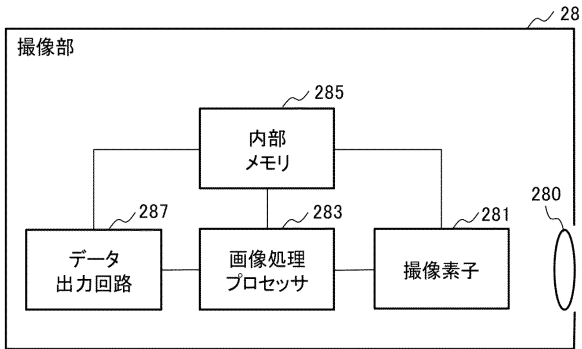 28
撮像部
285
内部
メモリ
287
データ
出力回路
283
画像処理
プロセッサ
281
撮像素子
280